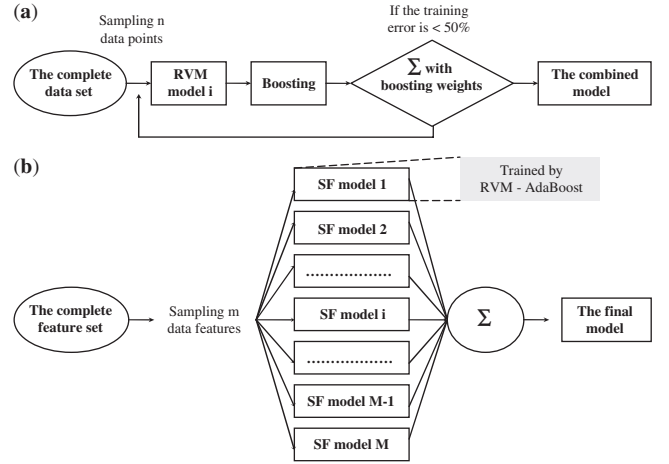 (a)
Sampling n
data points
If the training
error is < 50%
The complete
data set
RVM
model i
Boosting
Σ with
boosting weights
The combined
model
(b)
SF model 1
Trained by
RVM - AdaBoost
SF model 2
...................
The complete
feature set
Sampling m
data features
SF model i
Σ
The final
model
...................
SF model M-1
SF model M